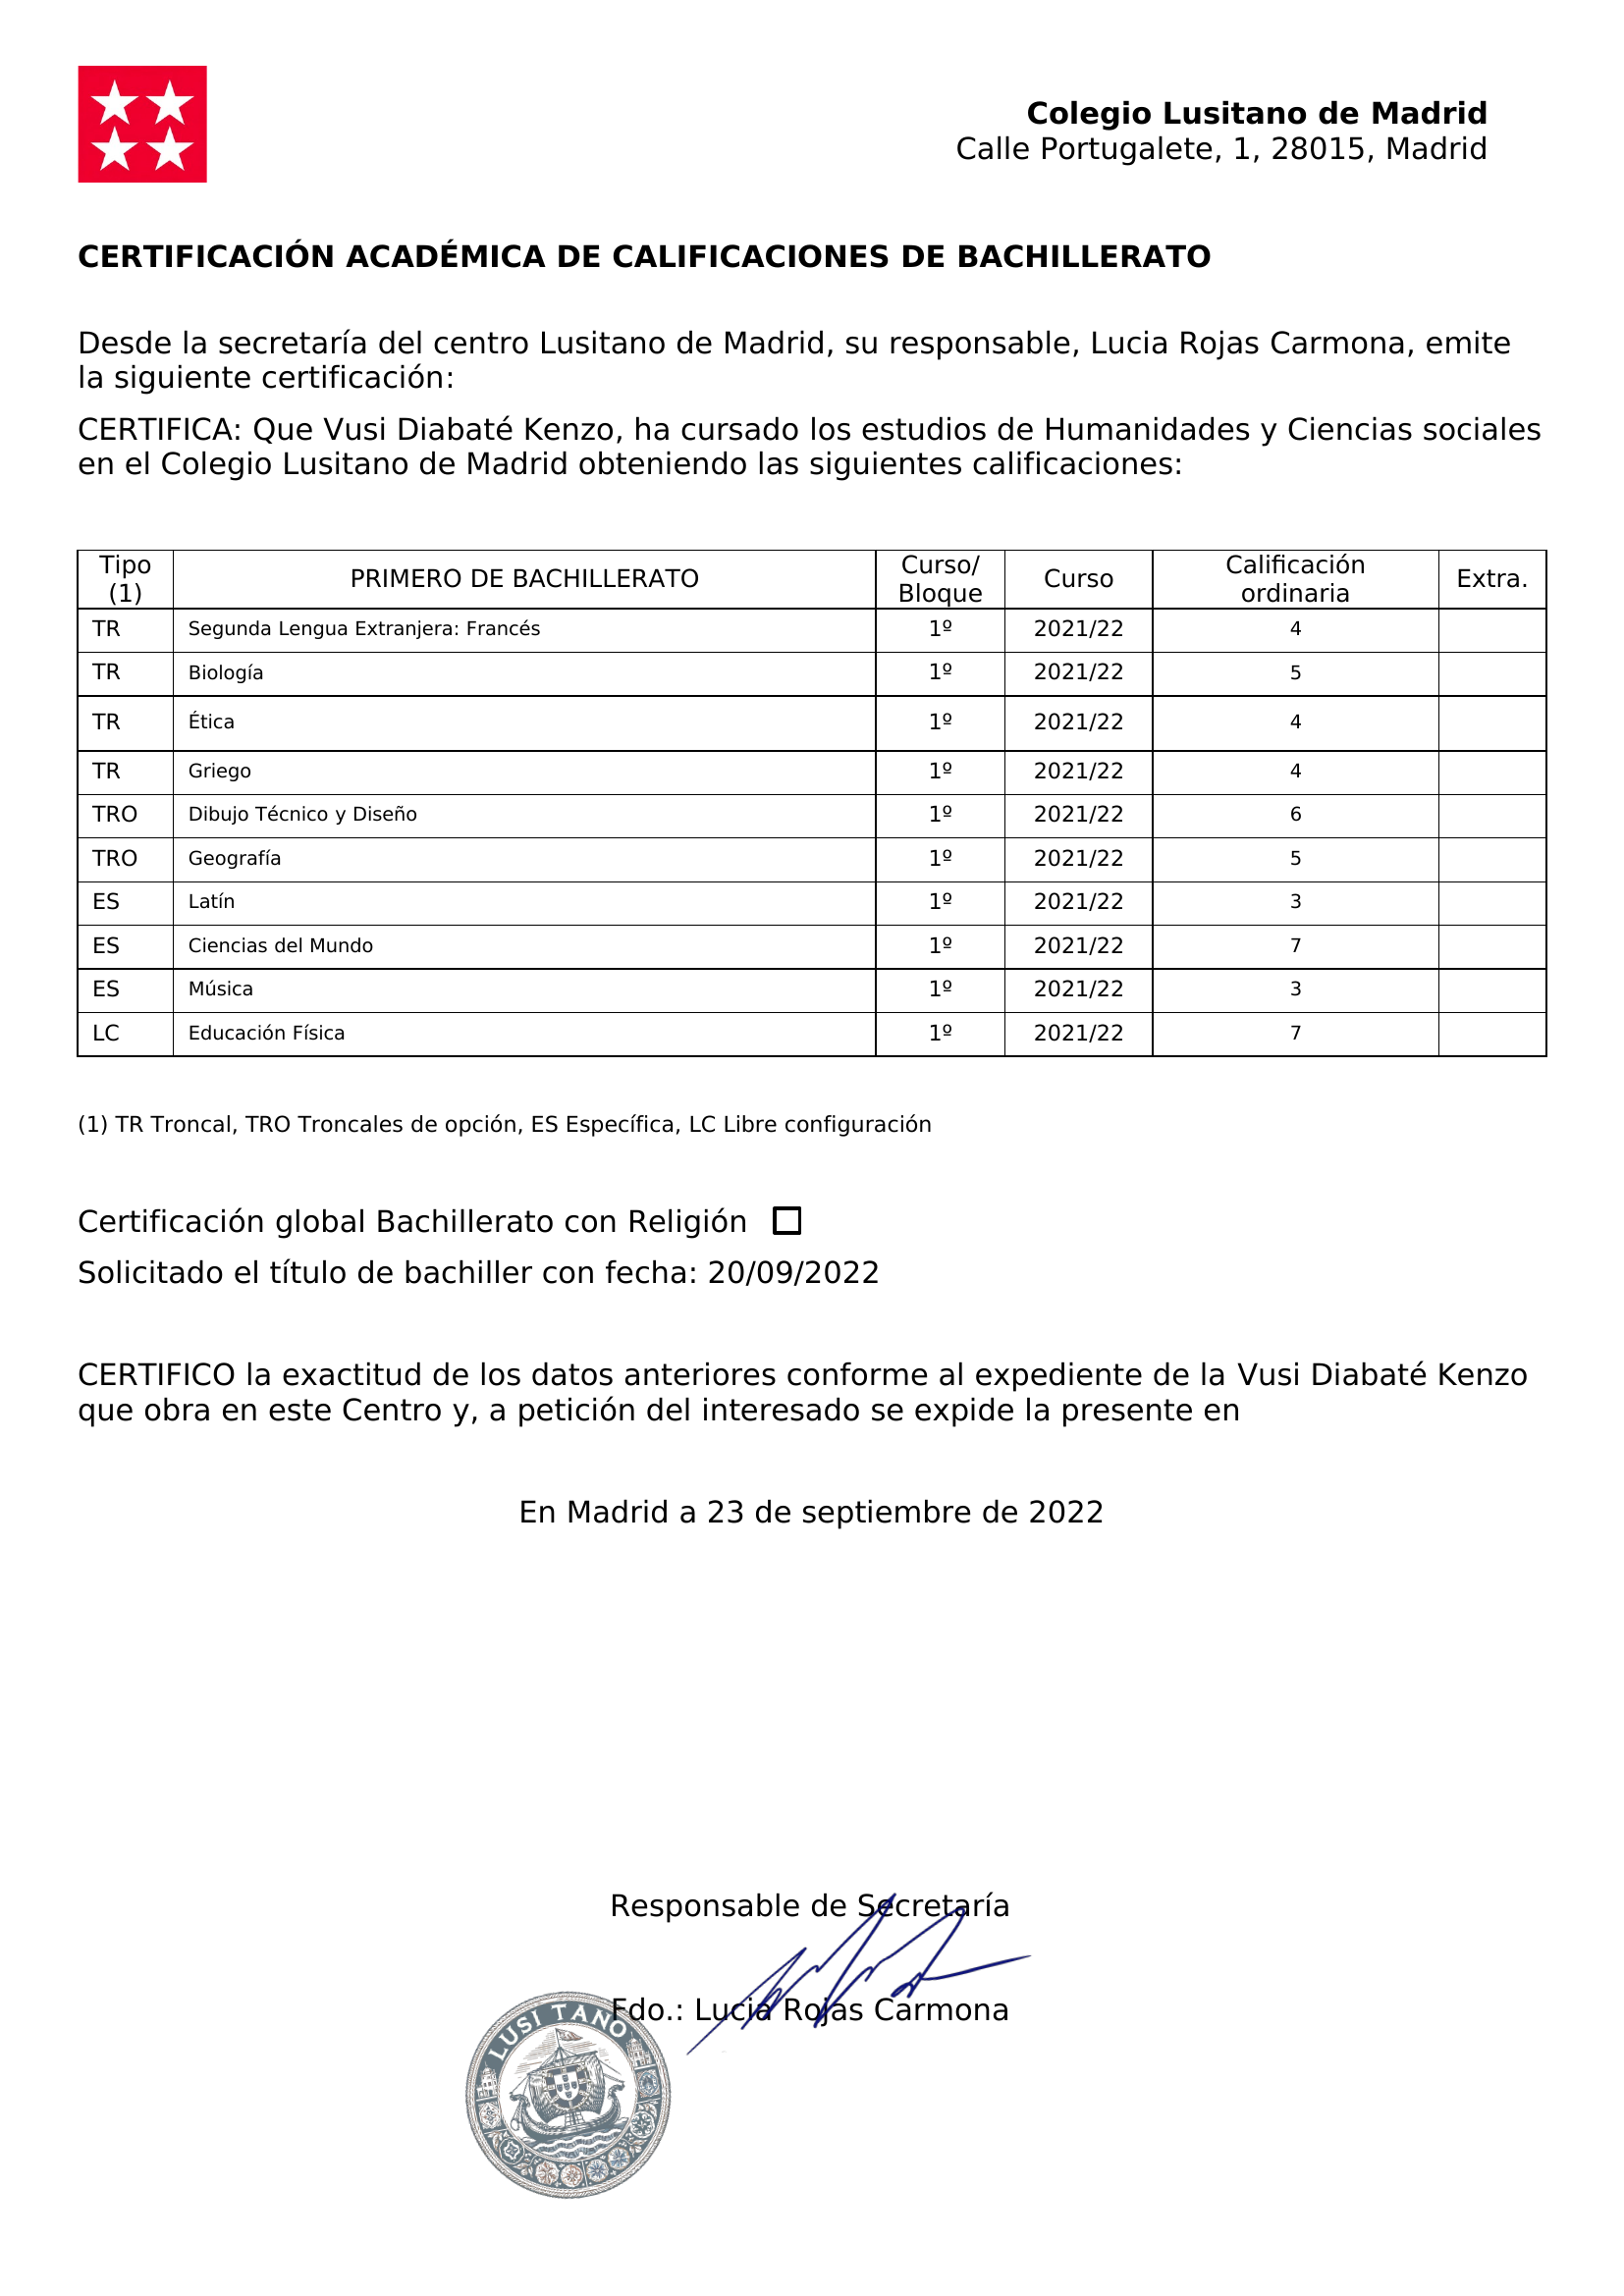 Colegio Lusitano de Madrid
Calle Portugalete, 1, 28015, Madrid
CERTIFICACIÓN ACADÉMICA DE CALIFICACIONES DE BACHILLERATO
Desde la secretaría del centro Lusitano de Madrid, su responsable, Lucia Rojas Carmona, emite
la siguiente certificación:
CERTIFICA: Que Vusi Diabaté Kenzo, ha cursado los estudios de Humanidades y Ciencias sociales
en el Colegio Lusitano de Madrid obteniendo las siguientes calificaciones:
Tipo (1) PRIMERO DE BACHILLERATO Curso/ Bloque Curso Calificación ordinaria Extra.
TR Segunda Lengua Extranjera: Francés 1º 2021/22 4
TR Biología 1º 2021/22 5
TR Ética 1º 2021/22 4
TR Griego 1º 2021/22 4
TRO Dibujo Técnico y Diseño 1º 2021/22 6
TRO Geografía 1º 2021/22 5
ES Latín 1º 2021/22 3
ES Ciencias del Mundo 1º 2021/22 7
ES Música 1º 2021/22 3
LC Educación Física 1º 2021/22 7
(1) TR Troncal, TRO Troncales de opción, ES Específica, LC Libre configuración
Certificación global Bachillerato con Religión
Solicitado el título de bachiller con fecha: 20/09/2022
CERTIFICO la exactitud de los datos anteriores conforme al expediente de la Vusi Diabaté Kenzo
que obra en este Centro y, a petición del interesado se expide la presente en
En Madrid a 23 de septiembre de 2022
Responsable de Secretaría
Fdo.: Lucia Rojas Carmona
LUSI TANO